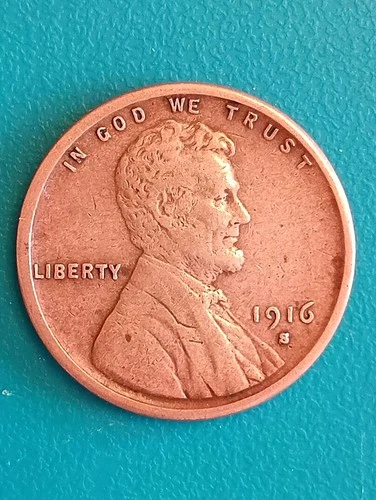 IN GOD WE TRUST
LIBERTY
1916
S